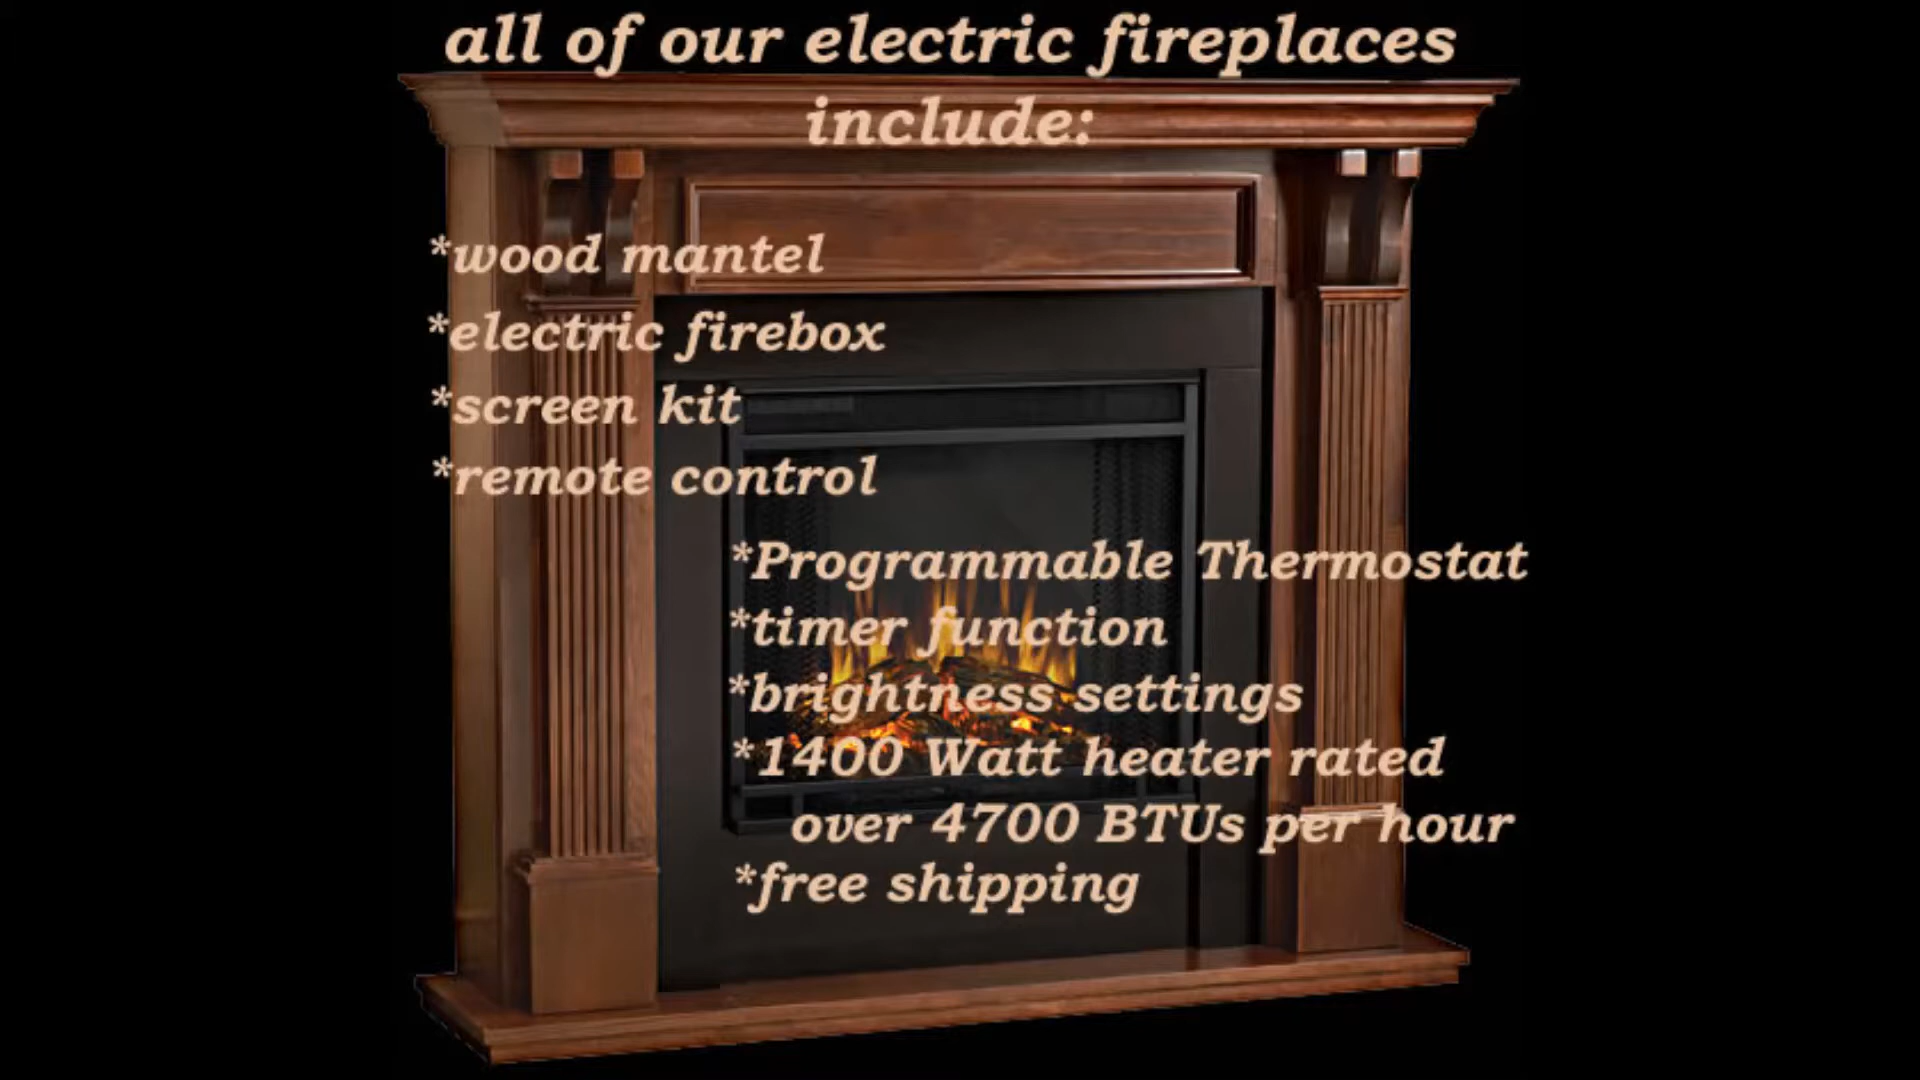 all of our electric fireplaces
include:
*wood mantel
*electric firebox
*screen kit
*remote control
*Programmable Thermostat
*timer function
*brightness settings
*1400 Watt heater rated
over 4700 BTUs per hour
*free shipping